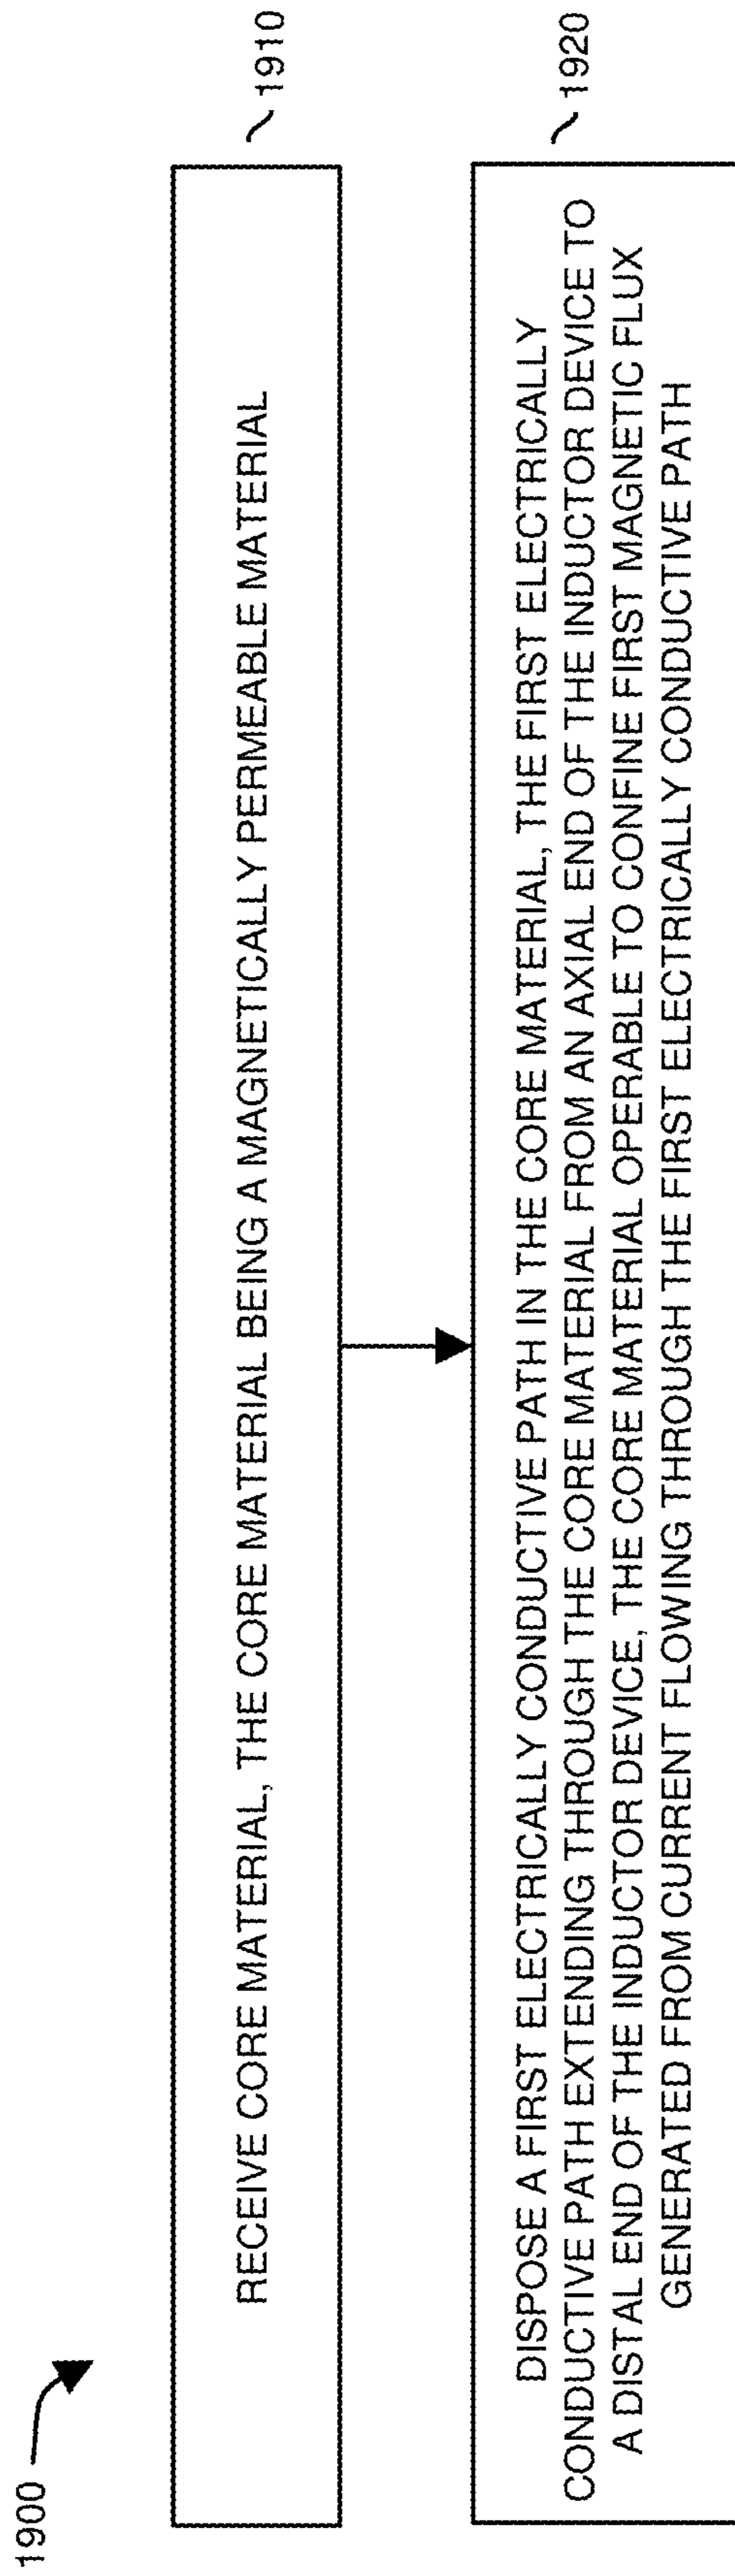 1900
RECEIVE CORE MATERIAL, THE CORE MATERIAL BEING A MAGNETICALLY PERMEABLE MATERIAL
1910
DISPOSE A FIRST ELECTRICALLY CONDUCTIVE PATH IN THE CORE MATERIAL, THE FIRST ELECTRICALLY
CONDUCTIVE PATH EXTENDING THROUGH THE CORE MATERIAL FROM AN AXIAL END OF THE INDUCTOR DEVICE TO
A DISTAL END OF THE INDUCTOR DEVICE, THE CORE MATERIAL OPERABLE TO CONFINE FIRST MAGNETIC FLUX
GENERATED FROM CURRENT FLOWING THROUGH THE FIRST ELECTRICALLY CONDUCTIVE PATH
1920